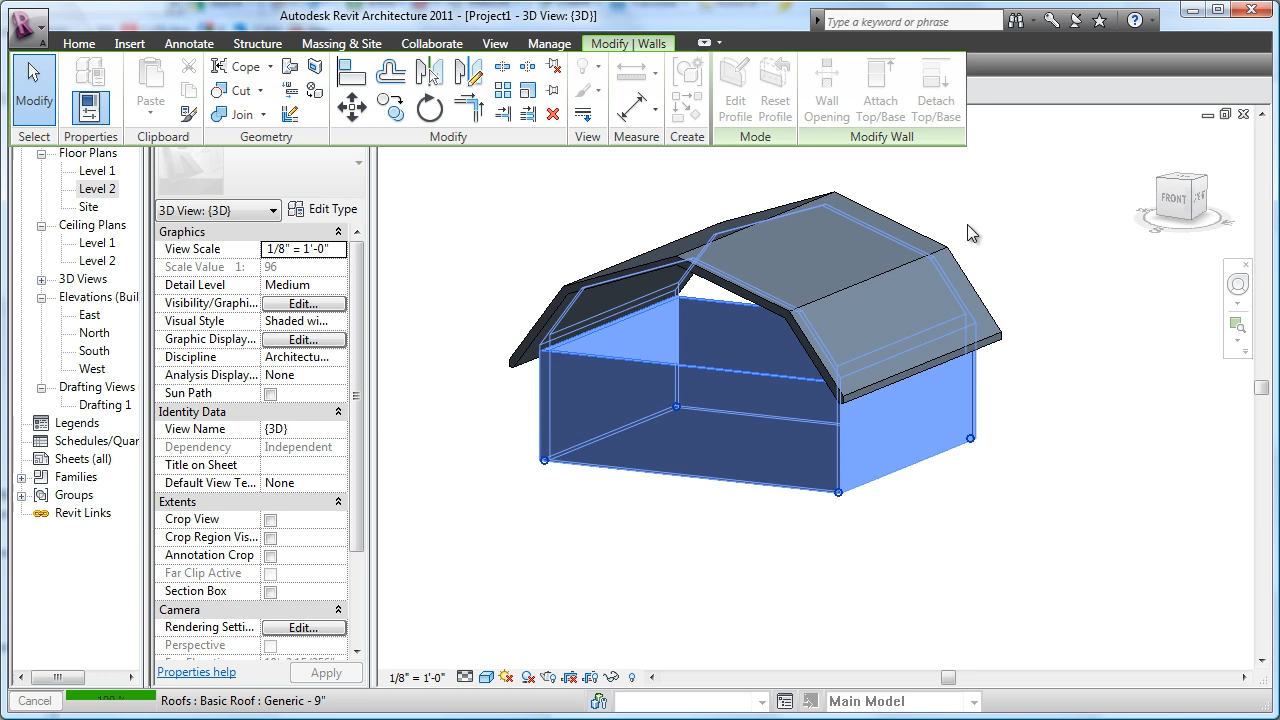 Autodesk Revit Architecture 2011 - [Project1 - 3D View: {3D}]
Type a keyword or phrase
Home Insert Annotate Structure Massing & Site Collaborate View Manage Modify | Walls
Modify
Paste
Cope
Cut
Join
Edit Profile
Reset Profile
Wall Opening
Attach Top/Base
Detach Top/Base
Select Properties Clipboard Geometry Modify View Measure Create Mode Modify Wall
Floor Plans
Level 1
Level 2
Site
Ceiling Plans
Level 1
Level 2
3D Views
Elevations (Buil
East
North
South
West
Drafting Views
Drafting 1
Legends
Schedules/Quar
Sheets (all)
Families
Groups
Revit Links
3D View: {3D} Edit Type
Graphics
View Scale 1/8" = 1'-0"
Scale Value 1: 96
Detail Level Medium
Visibility/Graphi... Edit...
Visual Style Shaded wi...
Graphic Display... Edit...
Discipline Architectu...
Analysis Display... None
Sun Path
Identity Data
View Name {3D}
Dependency Independent
Title on Sheet
Default View Te... None
Extents
Crop View
Crop Region Vis...
Annotation Crop
Far Clip Active
Section Box
Camera
Rendering Setti... Edit...
Perspective
Properties help Apply
FRONT
1/8" = 1'-0"
Cancel 100 % Roofs : Basic Roof : Generic - 9" Main Model